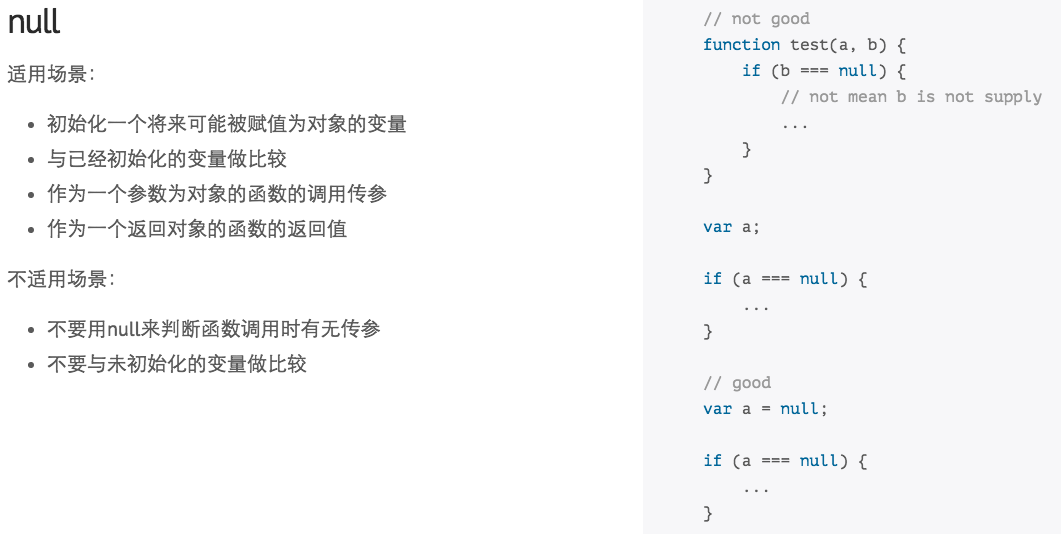 null
适用场景：
• 初始化一个将来可能被赋值为对象的变量
• 与已经初始化的变量做比较
• 作为一个参数为对象的函数的调用传参
• 作为一个返回对象的函数的返回值
不适用场景：
• 不要用null来判断函数调用时有无传参
• 不要与未初始化的变量做比较
// not good
function test(a, b) {
    if (b === null) {
        // not mean b is not supply
        ...
    }
}
var a;
if (a === null) {
    ...
}
// good
var a = null;
if (a === null) {
    ...
}